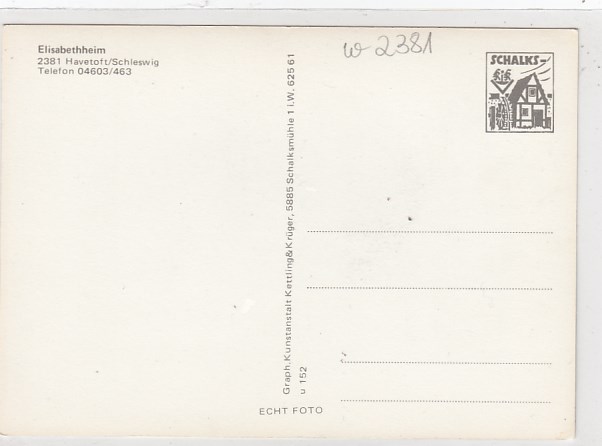 Elisabethheim
2381 Havetoft/Schleswig
Telefon 04603/463
w 2381
SCHALKS-
Graph. Kunstanstalt Kettling & Krüger, 5885 Schalksmühle 1 i.W. 625 61
u 152
ECHT FOTO